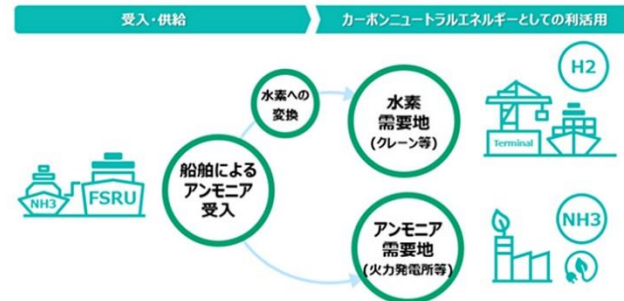 受入・供給
カーボンニュートラルエネルギーとしての利活用
水素への
変換
水素
需要地
(クレーン等)
H2
Terminal
船舶による
アンモニア
受入
NH3
FSRU
アンモニア
需要地
(火力発電所等)
NH3